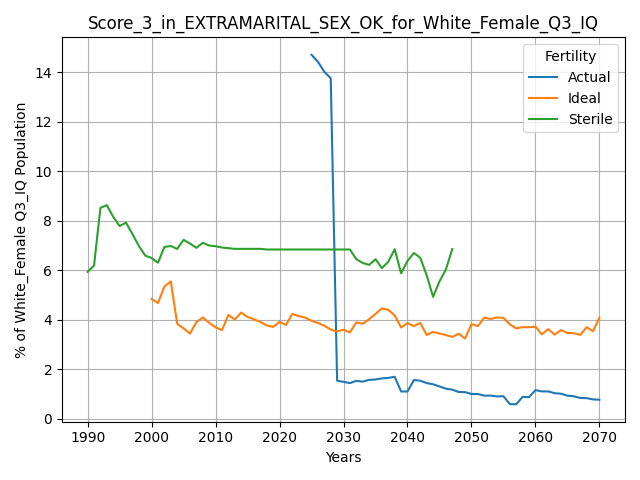 Score_3_in_EXTRAMARITAL_SEX_OK_for_White_Female_Q3_IQ
% of White_Female Q3_IQ Population
14
12
10
8
6
4
2
0
Fertility
Actual
Ideal
Sterile
1990 2000 2010 2020 2030 2040 2050 2060 2070
Years